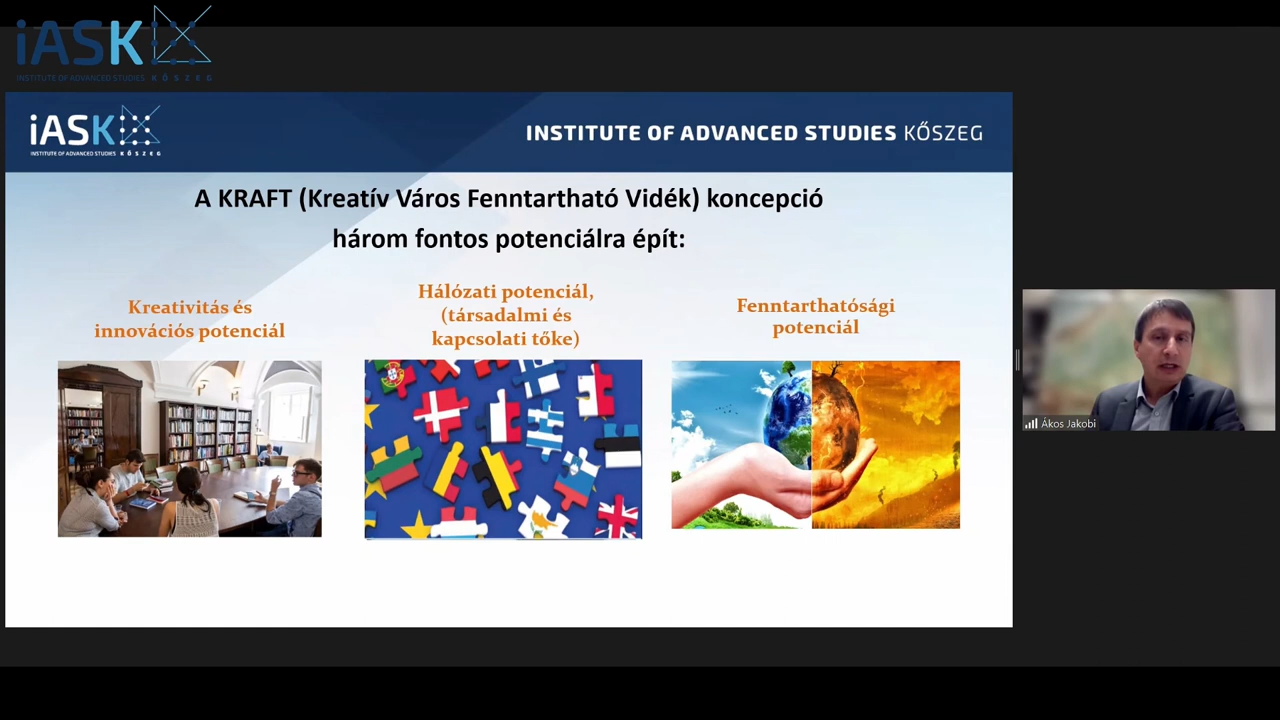 iASK
INSTITUTE OF ADVANCED STUDIES KŐSZEG
iASK
INSTITUTE OF ADVANCED STUDIES KŐSZEG
INSTITUTE OF ADVANCED STUDIES KŐSZEG
A KRAFT (Kreatív Város Fenntartható Vidék) koncepció
három fontos potenciálra épít:
Kreativitás és
innovációs potenciál
Hálózati potenciál,
(társadalmi és
kapcsolati tőke)
Fenntarthatósági
potenciál
Ákos Jakobi